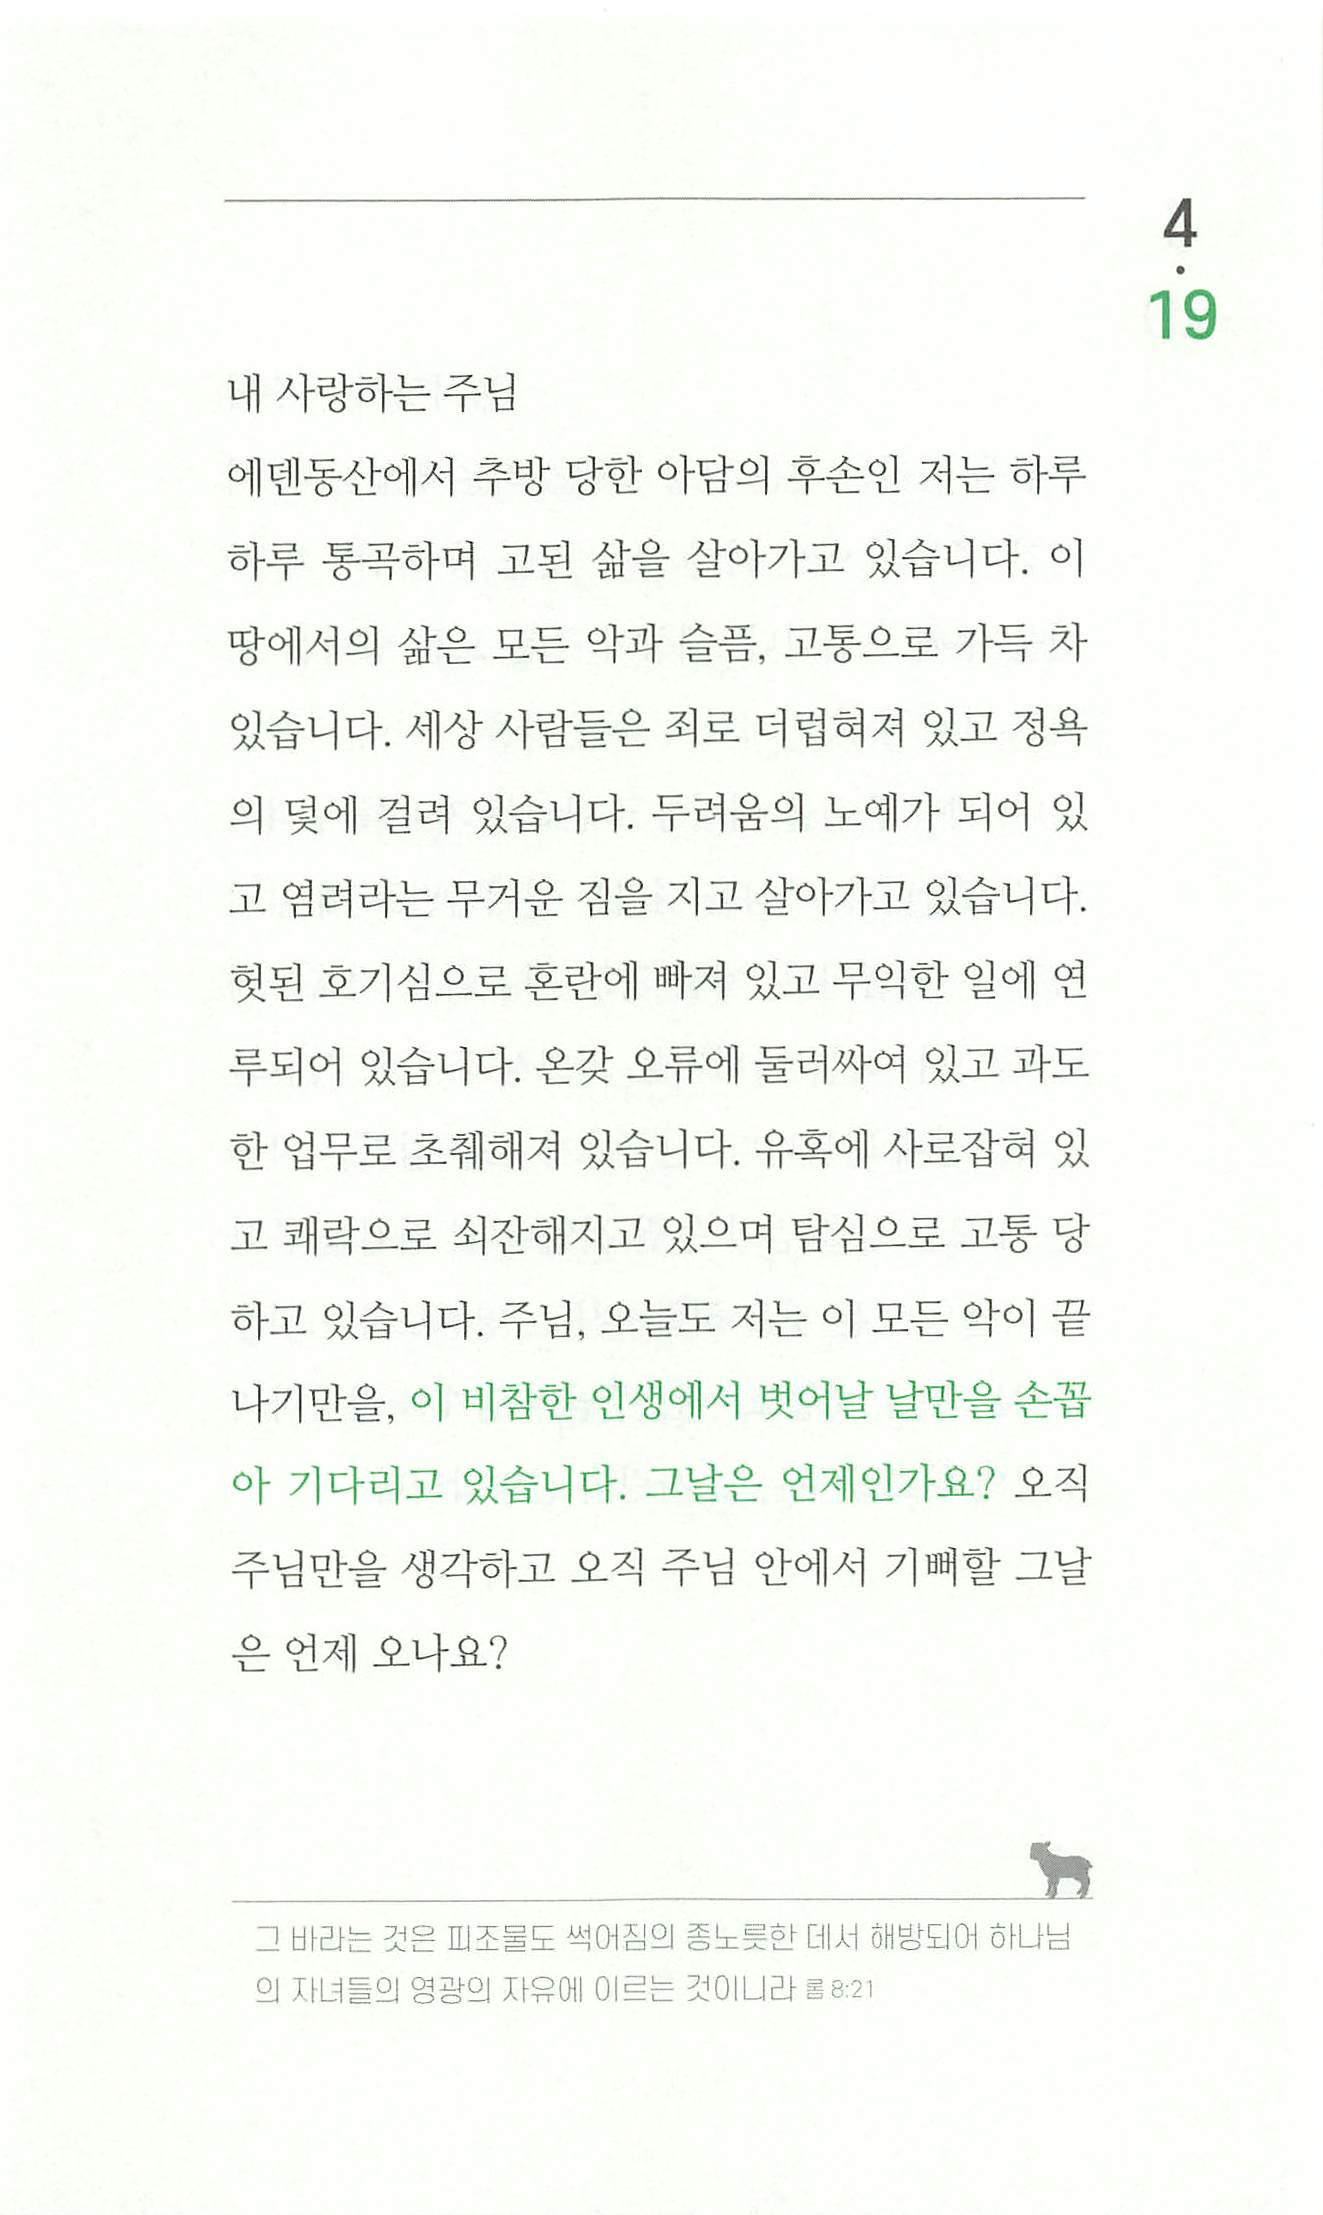 4
·
19
내 사랑하는 주님
에덴동산에서 추방 당한 아담의 후손인 저는 하루
하루 통곡하며 고된 삶을 살아가고 있습니다. 이
땅에서의 삶은 모든 악과 슬픔, 고통으로 가득 차
있습니다. 세상 사람들은 죄로 더럽혀져 있고 정욕
의 덫에 걸려 있습니다. 두려움의 노예가 되어 있
고 염려라는 무거운 짐을 지고 살아가고 있습니다.
헛된 호기심으로 혼란에 빠져 있고 무익한 일에 연
루되어 있습니다. 온갖 오류에 둘러싸여 있고 과도
한 업무로 초췌해져 있습니다. 유혹에 사로잡혀 있
고 쾌락으로 쇠잔해지고 있으며 탐심으로 고통 당
하고 있습니다. 주님, 오늘도 저는 이 모든 악이 끝
나기만을, 이 비참한 인생에서 벗어날 날만을 손꼽
아 기다리고 있습니다. 그날은 언제인가요? 오직
주님만을 생각하고 오직 주님 안에서 기뻐할 그날
은 언제 오나요?
그 바라는 것은 피조물도 썩어짐의 종노릇한 데서 해방되어 하나님
의 자녀들의 영광의 자유에 이르는 것이니라 롬 8:21